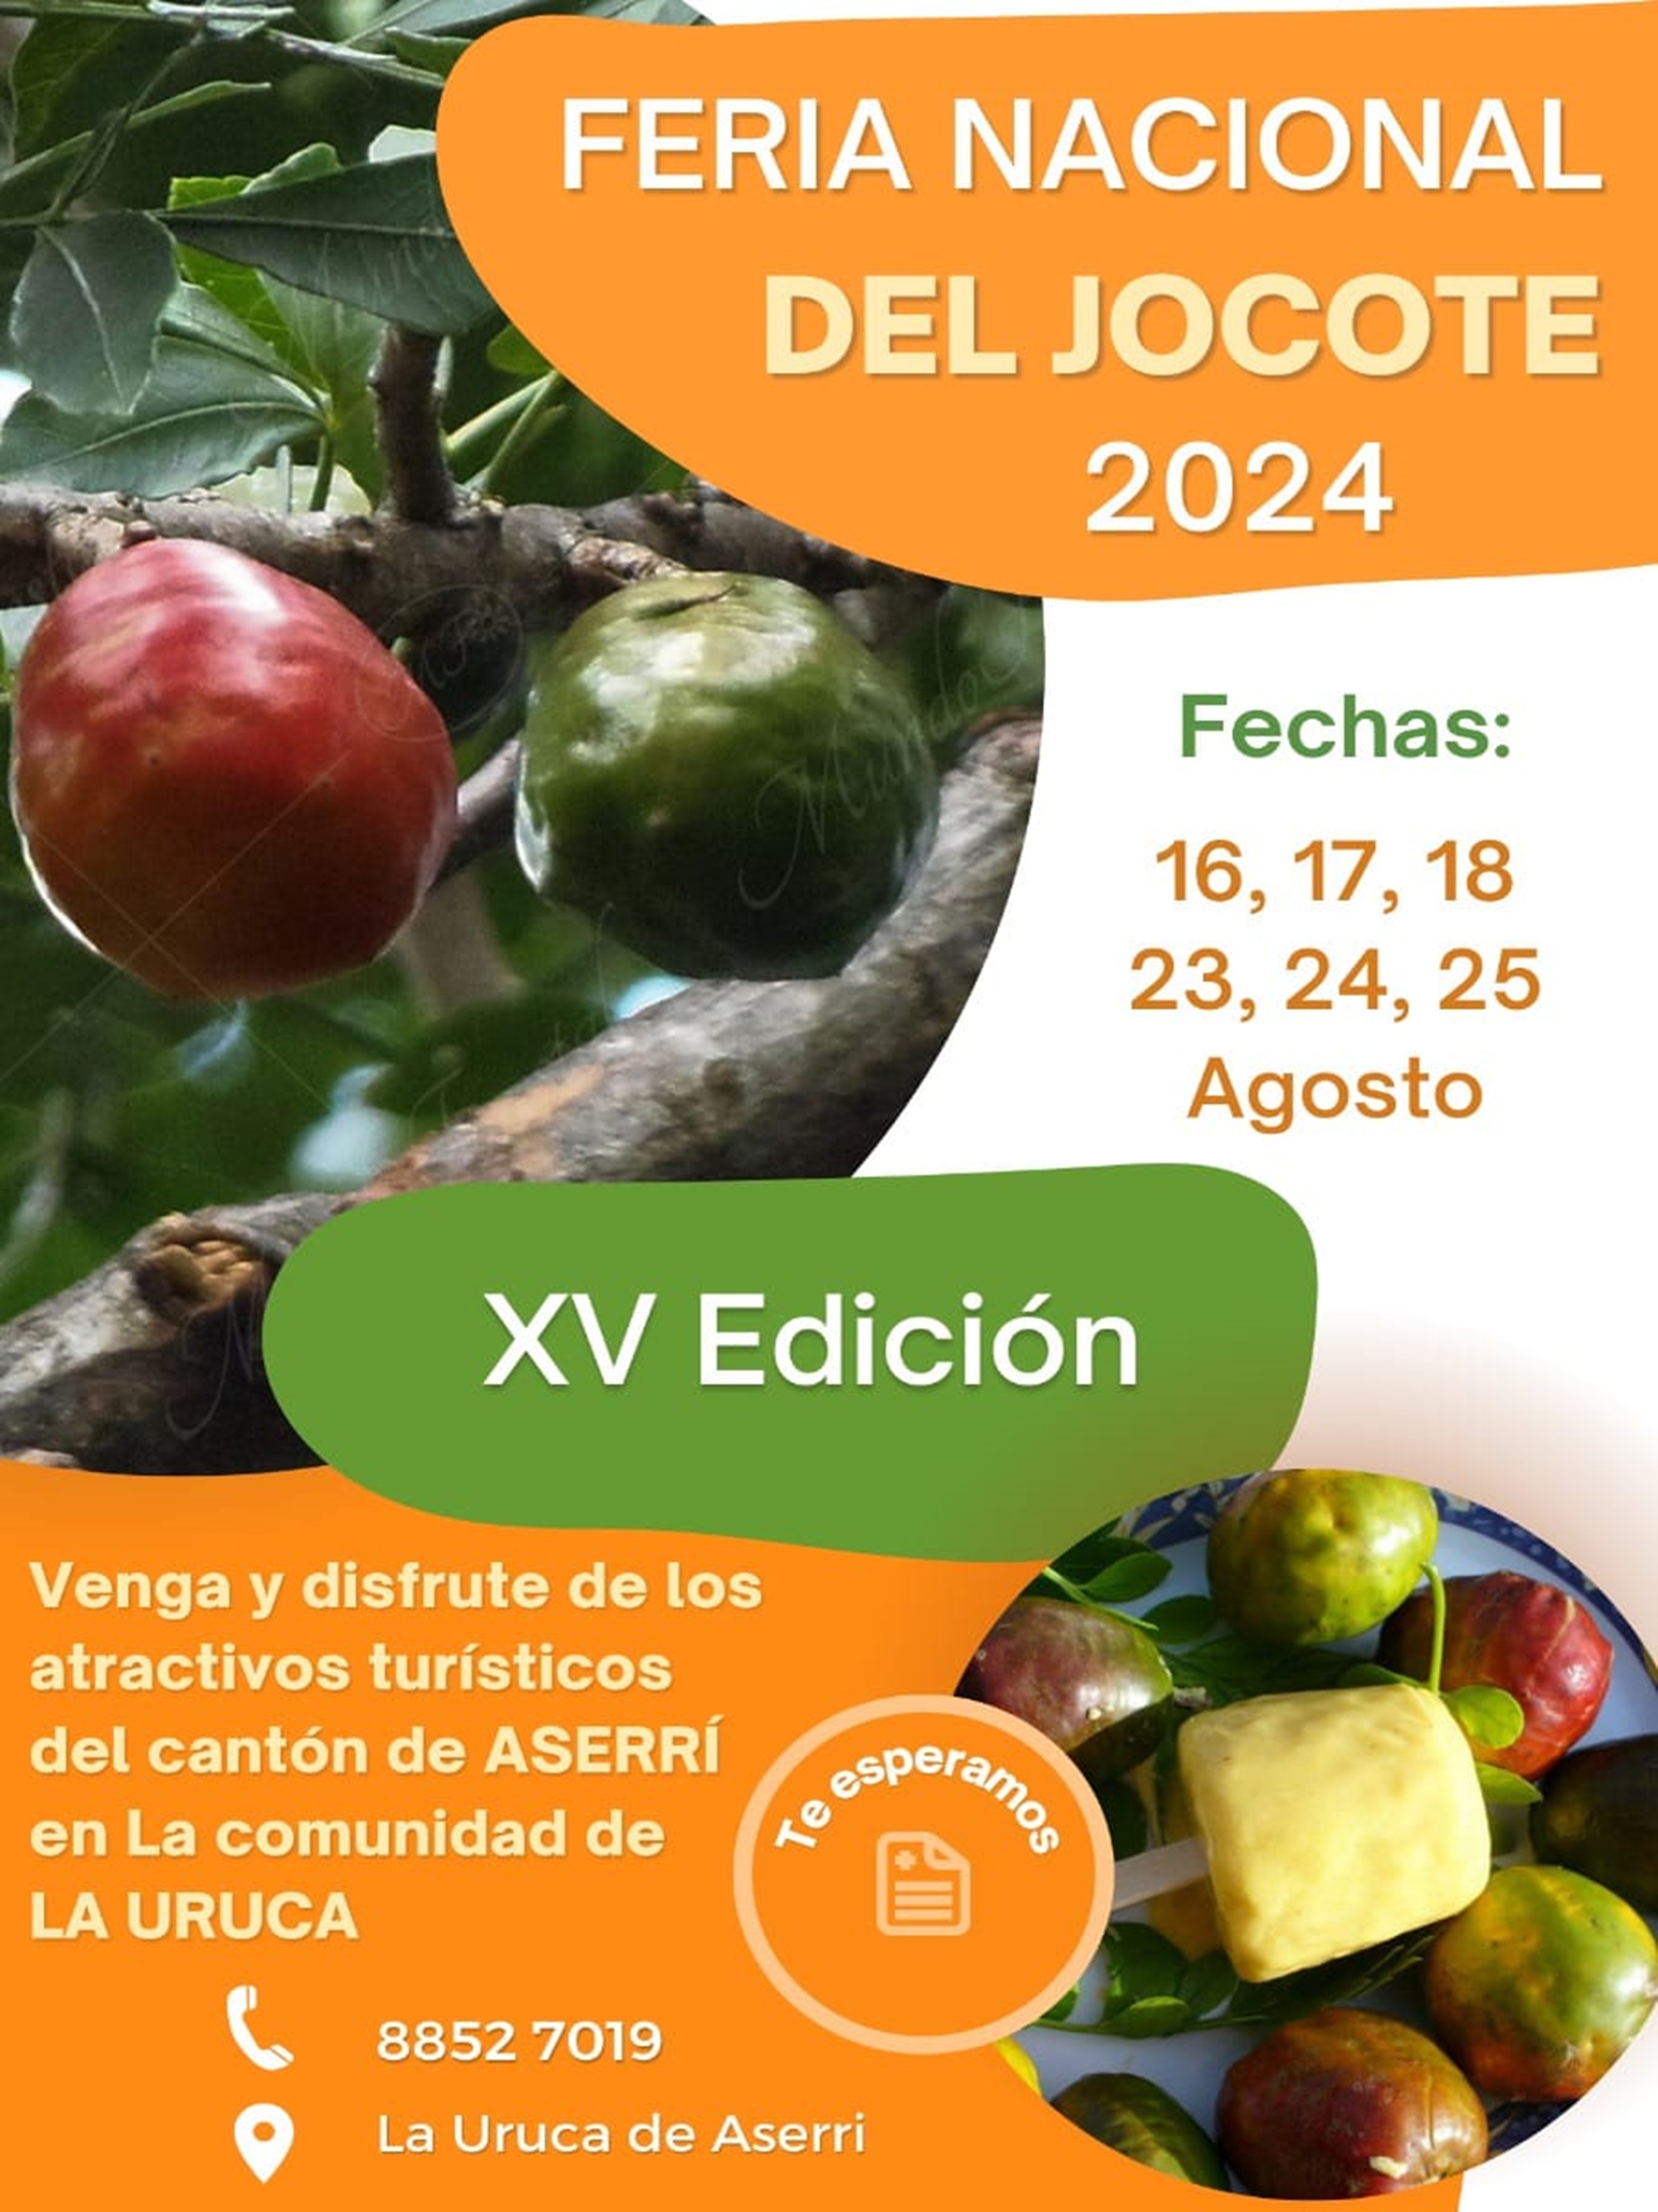 FERIA NACIONAL
DEL JOCOTE
2024
Fechas:
16, 17, 18
23, 24, 25
Agosto
XV Edición
Venga y disfrute de los
atractivos turísticos
del cantón de ASERRÍ
en La comunidad de
LA URUCA
Te esperamos
8852 7019
La Uruca de Aserri